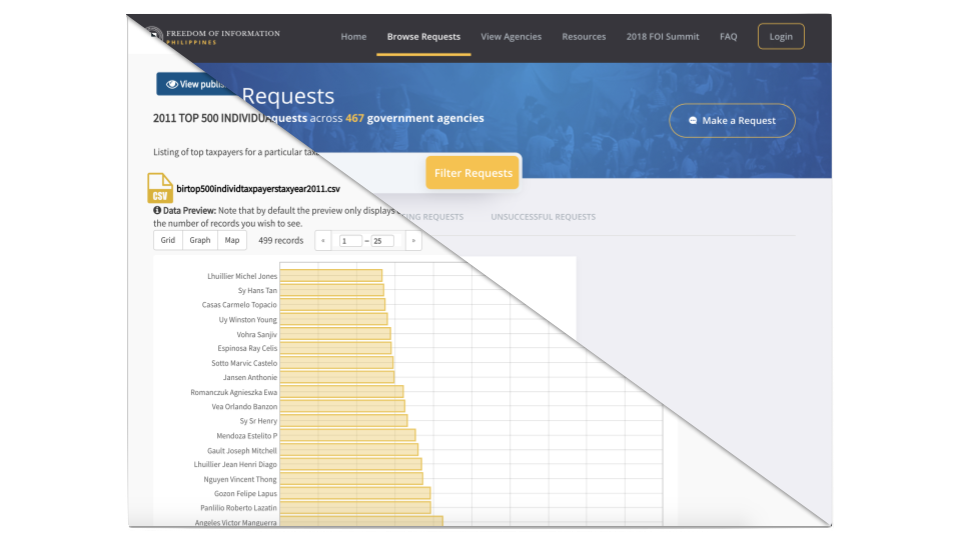 FREEDOM OF INFORMATION
PHILIPPINES
Home
Browse Requests
View Agencies
Resources
2018 FOI Summit
FAQ
Login
View
Requests
2011 TOP 500
across 467 government agencies
Make a Request
Listing of top taxpayers for a particular
Filter Requests
CSV
birtop500individtaxpayerstaxyear2011.csv
Data Preview: Note that by default the preview only displays
REQUESTS
UNSUCCESSFUL REQUESTS
the number of records you wish to see.
Grid
Graph
Map
499 records
«
1
–
25
»
Lhuillier Michel Jones
Sy Hans Tan
Casas Carmelo Topacio
Uy Winston Young
Vohra Sanjiv
Espinosa Ray Celis
Sotto Marvic Castelo
Jansen Anthonie
Romanczuk Agnieszka Ewa
Vea Orlando Banzon
Sy Sr Henry
Mendoza Estelito P
Gault Joseph Mitchell
Lhuillier Jean Henri Diago
Nguyen Vincent Thong
Gozon Felipe Lapus
Panlilio Roberto Lazatin
Angeles Victor Manguerra